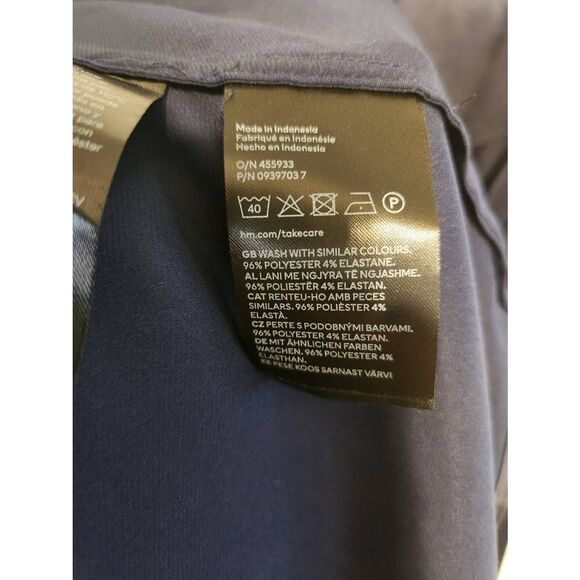 Made in Indonesia
Fabriqué en Indonésie
Hecho en Indonesia
O/N 455933
P/N 0939703 7
40
P
hm.com/takecare
GB WASH WITH SIMILAR COLOURS.
96% POLYESTER 4% ELASTANE.
AL LANI ME NGJYRA TË NGJASHME.
96% POLIESTËR 4% ELASTAN.
CAT RENTEU-HO AMB PECES
SIMILARS. 96% POLIÈSTER 4%
ELASTÀ.
CZ PERTE S PODOBNÝMI BARVAMI.
96% POLYESTER 4% ELASTAN.
DE MIT ÄHNLICHEN FARBEN
WASCHEN. 96% POLYESTER 4%
ELASTHAN.
EE PESE KOOS SARNAST VÄRVI